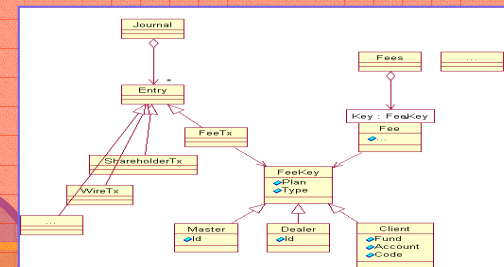 Journal
Fees
...
*
Entry
Key : FeeKey
Fee
...
FeeTx
ShareholderTx
FeeKey
Plan
Type
WireTx
...
Master
Id
Dealer
Id
Client
Fund
Account
Code